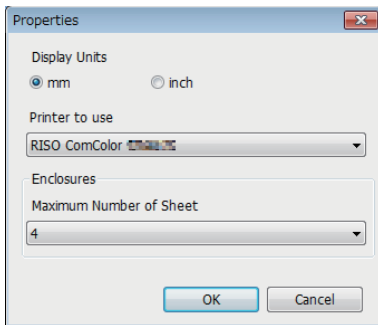 Properties
Display Units
mm inch
Printer to use
RISO ComColor
Enclosures
Maximum Number of Sheet
4
OK Cancel